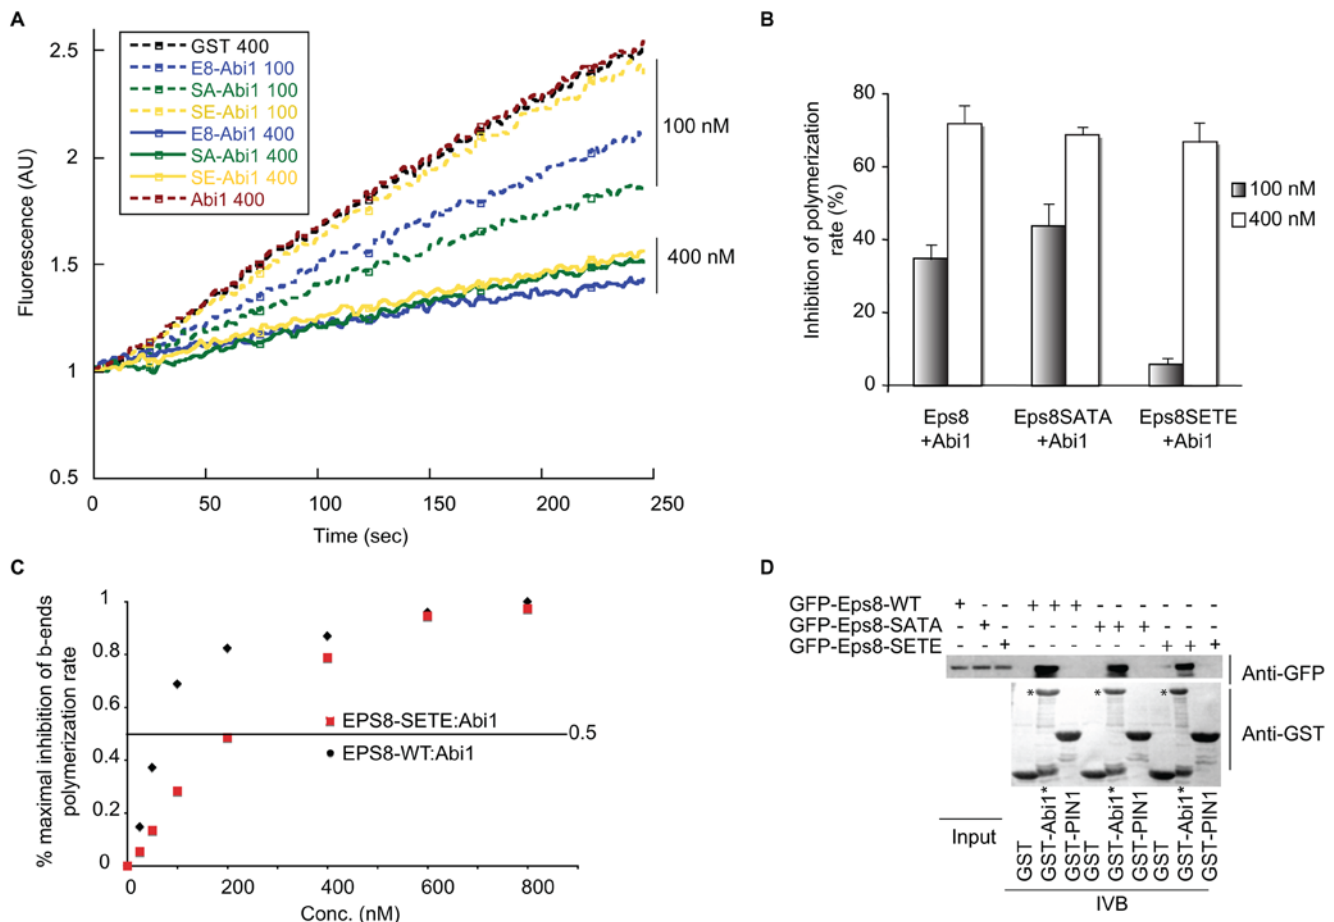 A
2.5
2
1.5
1
0.5
Fluorescence (AU)
GST 400
E8-Abi1 100
SA-Abi1 100
SE-Abi1 100
E8-Abi1 400
SA-Abi1 400
SE-Abi1 400
Abi1 400
100 nM
400 nM
0 50 100 150 200 250
Time (sec)
B
80
60
40
20
0
Inhibition of polymerization
rate (%)
100 nM
400 nM
Eps8 Eps8SATA Eps8SETE
+Abi1 +Abi1 +Abi1
C
1
0.8
0.6
0.4
0.2
0
% maximal inhibition of b-ends
polymerization rate
EPS8-SETE:Abi1
0.5
EPS8-WT:Abi1
0 200 400 600 800
Conc. (nM)
D
GFP-Eps8-WT + - - + + + - - - - - -
GFP-Eps8-SATA - + - - - - + + + - - -
GFP-Eps8-SETE - - + - - - - - - + + +
Anti-GFP
* * *
Anti-GST
Input
GST
GST-Abi1*
GST-PIN1
GST
GST-Abi1*
GST-PIN1
GST
GST-Abi1*
GST-PIN1
IVB